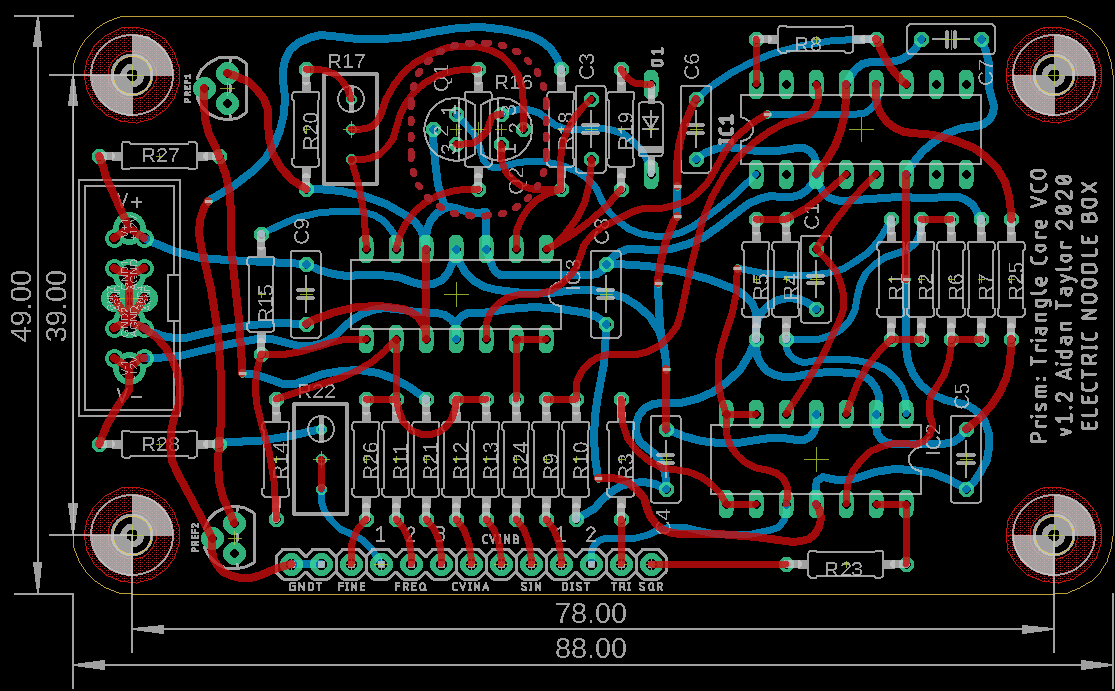 PREF1
R17
Q1
R16
C3
D1
C6
R8
C7
R20
R18
R19
IC1
R27
Q2
V+
C9
C8
C1
R15
C3
R5
R4
R1
R2
R6
R7
R25
49.00
39.00
Prism: Triangle Core VCO
v1.2 Aidan Taylor 2020
ELECTRIC NOODLE BOX
V-
R22
C5
R28
R14
R26
R11
R21
R12
R13
R24
R9
R10
R3
IC2
C4
PREF2
1 2 3 CVINB 1 2
GNDT FINE FREQ CVINA SIN DIST TRI SQR
R23
78.00
88.00